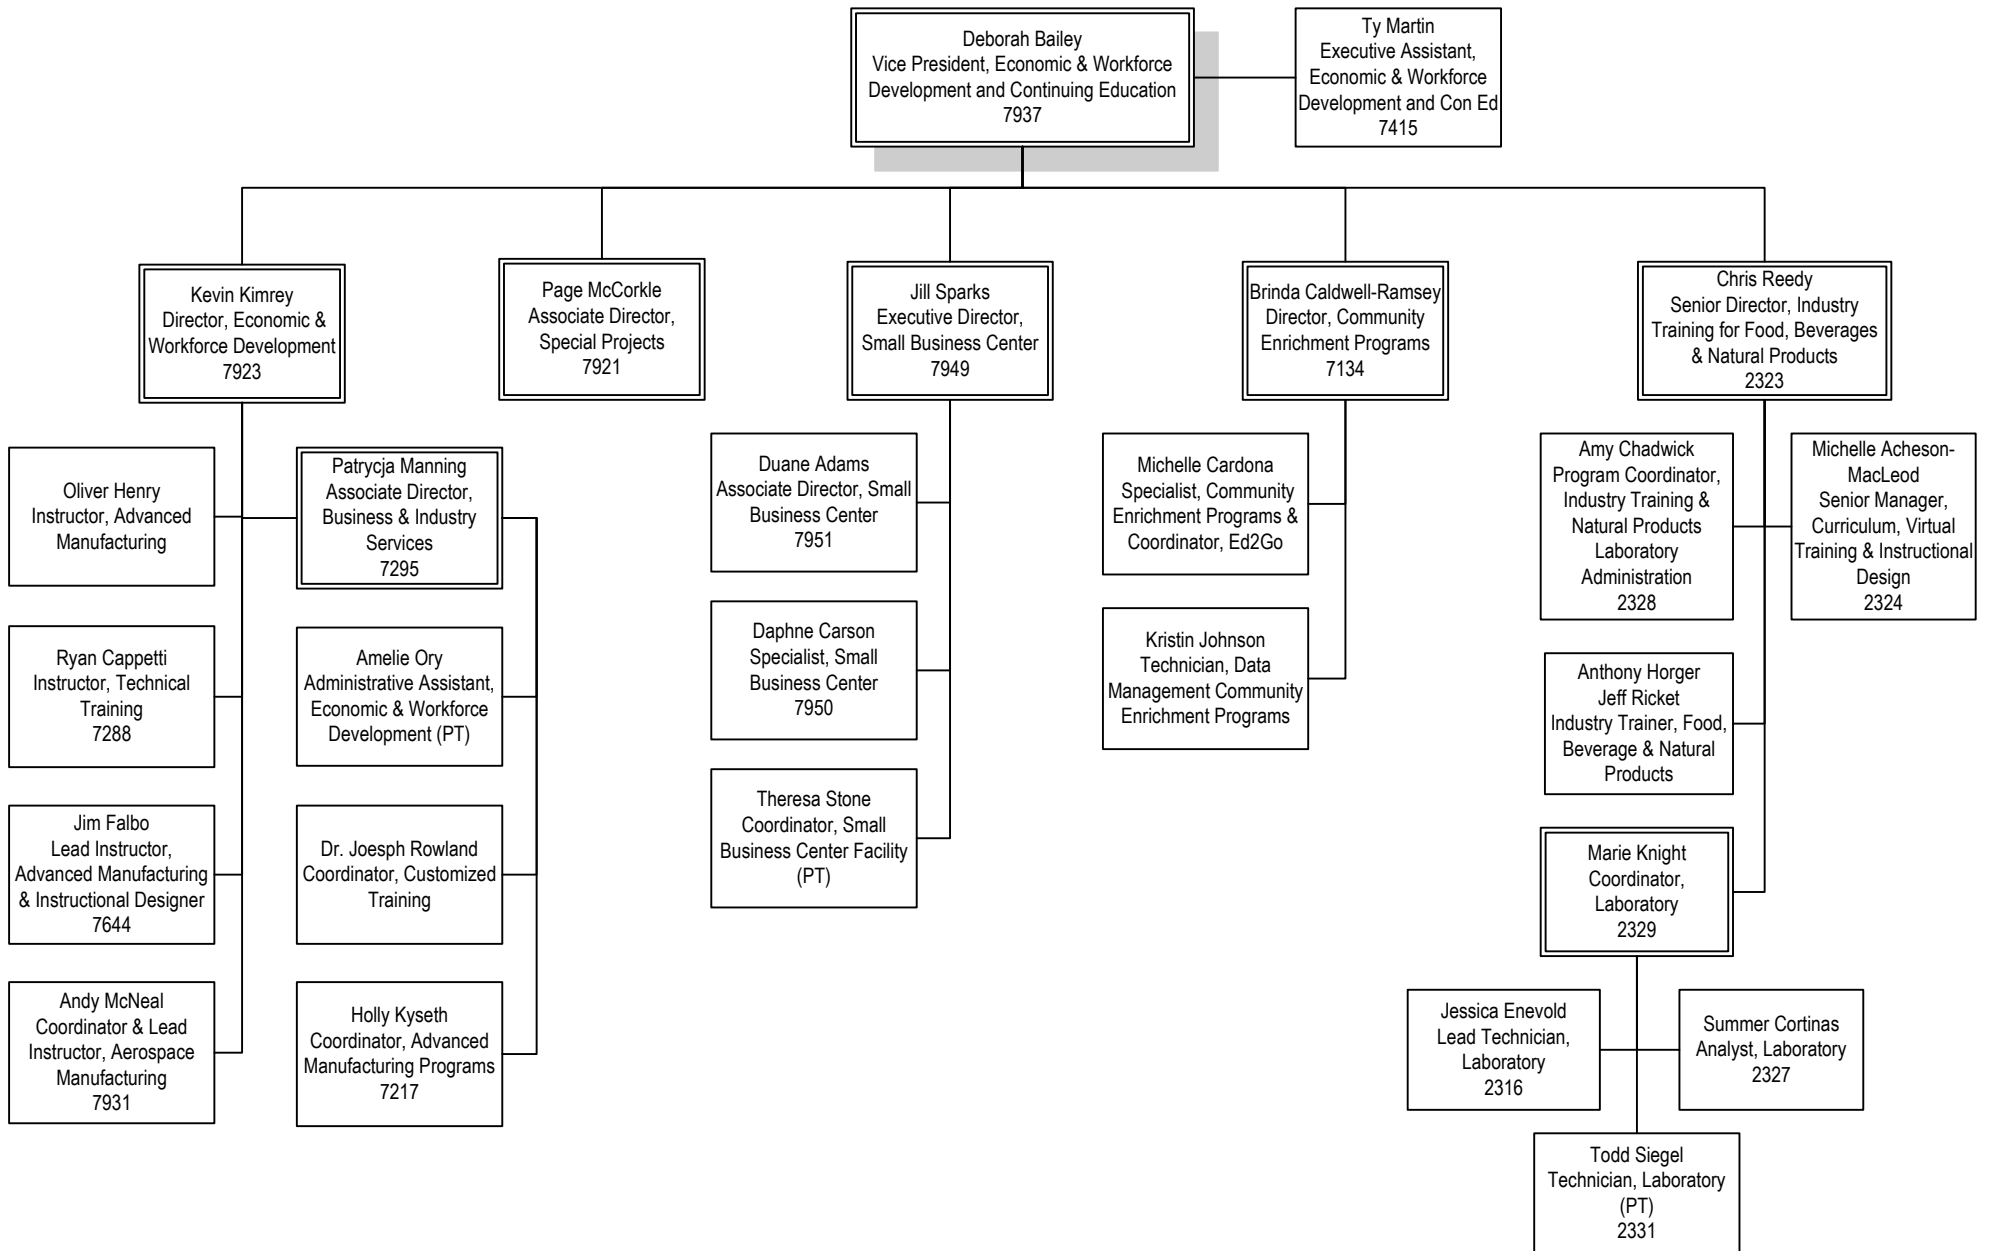 Deborah Bailey
Vice President, Economic & Workforce
Development and Continuing Education
7937
Ty Martin
Executive Assistant,
Economic & Workforce
Development and Con Ed
7415
Kevin Kimrey
Director, Economic &
Workforce Development
7923
Page McCorkle
Associate Director,
Special Projects
7921
Jill Sparks
Executive Director,
Small Business Center
7949
Brinda Caldwell-Ramsey
Director, Community
Enrichment Programs
7134
Chris Reedy
Senior Director, Industry
Training for Food, Beverages
& Natural Products
2323
Oliver Henry
Instructor, Advanced
Manufacturing
Patrycja Manning
Associate Director,
Business & Industry
Services
7295
Duane Adams
Associate Director, Small
Business Center
7951
Michelle Cardona
Specialist, Community
Enrichment Programs &
Coordinator, Ed2Go
Amy Chadwick
Program Coordinator,
Industry Training &
Natural Products
Laboratory
Administration
2328
Michelle Acheson-
MacLeod
Senior Manager,
Curriculum, Virtual
Training & Instructional
Design
2324
Ryan Cappetti
Instructor, Technical
Training
7288
Amelie Ory
Administrative Assistant,
Economic & Workforce
Development (PT)
Daphne Carson
Specialist, Small
Business Center
7950
Kristin Johnson
Technician, Data
Management Community
Enrichment Programs
Anthony Horger
Jeff Ricket
Industry Trainer, Food,
Beverage & Natural
Products
Jim Falbo
Lead Instructor,
Advanced Manufacturing
& Instructional Designer
7644
Dr. Joesph Rowland
Coordinator, Customized
Training
Theresa Stone
Coordinator, Small
Business Center Facility
(PT)
Marie Knight
Coordinator,
Laboratory
2329
Andy McNeal
Coordinator & Lead
Instructor, Aerospace
Manufacturing
7931
Holly Kyseth
Coordinator, Advanced
Manufacturing Programs
7217
Jessica Enevold
Lead Technician,
Laboratory
2316
Summer Cortinas
Analyst, Laboratory
2327
Todd Siegel
Technician, Laboratory
(PT)
2331